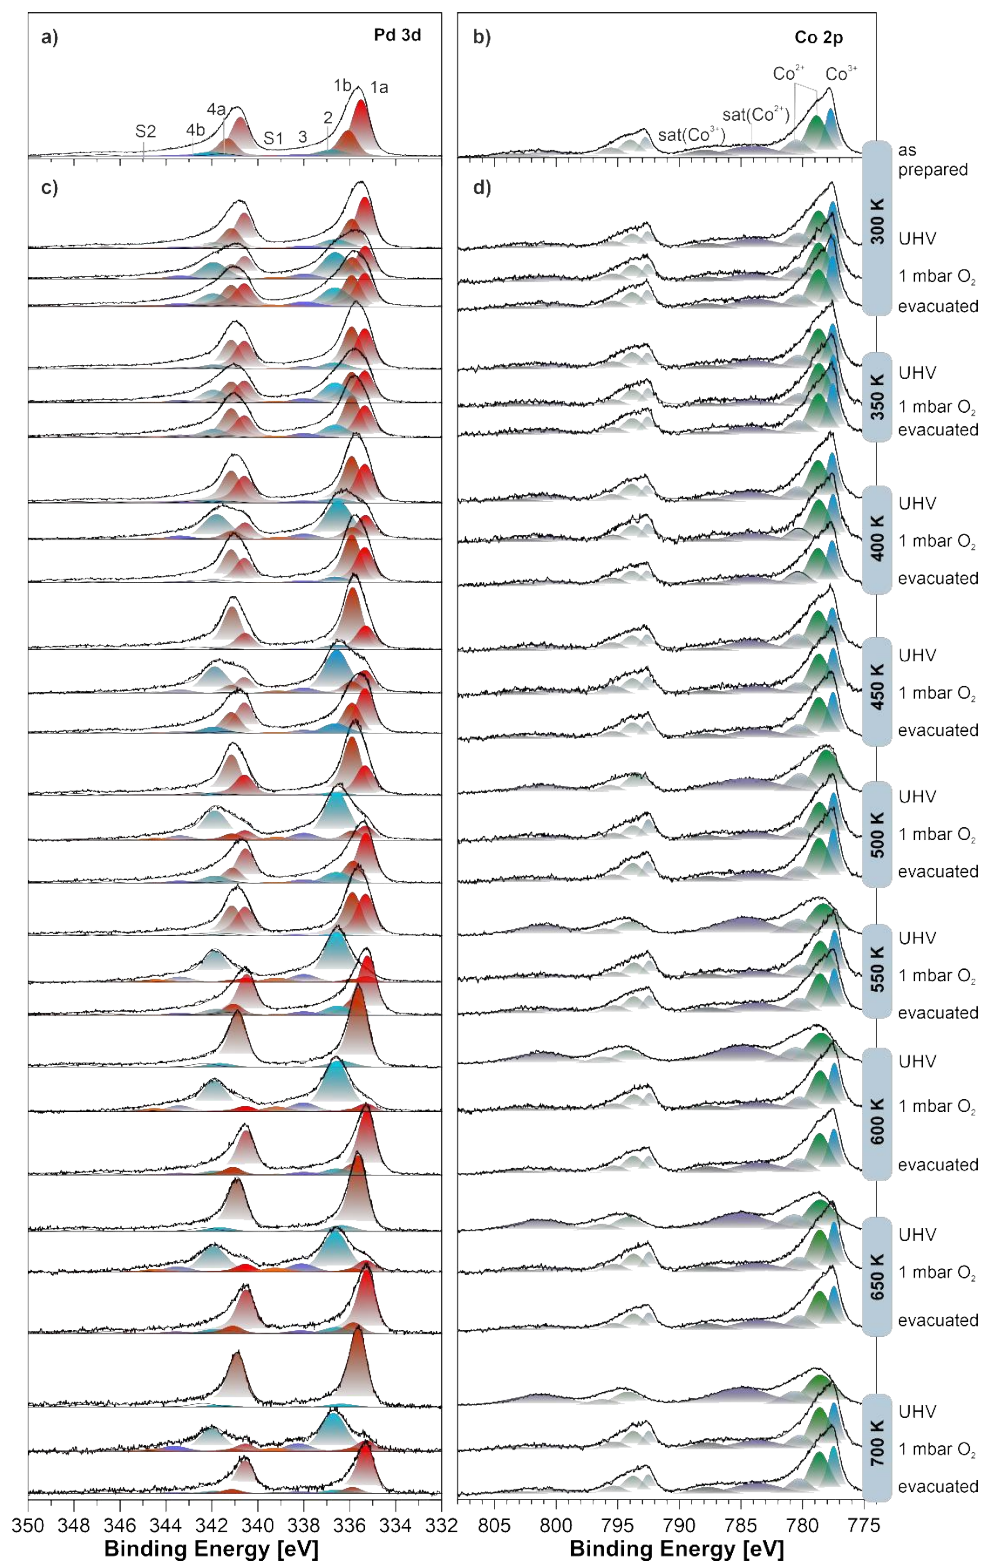 a)
Pd 3d
1b
1a
4a
2
4b
S2
S1
3
b)
Co 2p
Co²⁺
Co³⁺
sat(Co²⁺)
sat(Co³⁺)
as
prepared
c)
d)
300 K
UHV
1 mbar O₂
evacuated
350 K
UHV
1 mbar O₂
evacuated
400 K
UHV
1 mbar O₂
evacuated
450 K
UHV
1 mbar O₂
evacuated
500 K
UHV
1 mbar O₂
evacuated
550 K
UHV
1 mbar O₂
evacuated
600 K
UHV
1 mbar O₂
evacuated
650 K
UHV
1 mbar O₂
evacuated
700 K
UHV
1 mbar O₂
evacuated
350 348 346 344 342 340 338 336 334 332
805 800 795 790 785 780 775
Binding Energy [eV]
Binding Energy [eV]